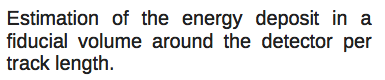 Estimation of the energy deposit in a
fiducial volume around the detector per
track length.